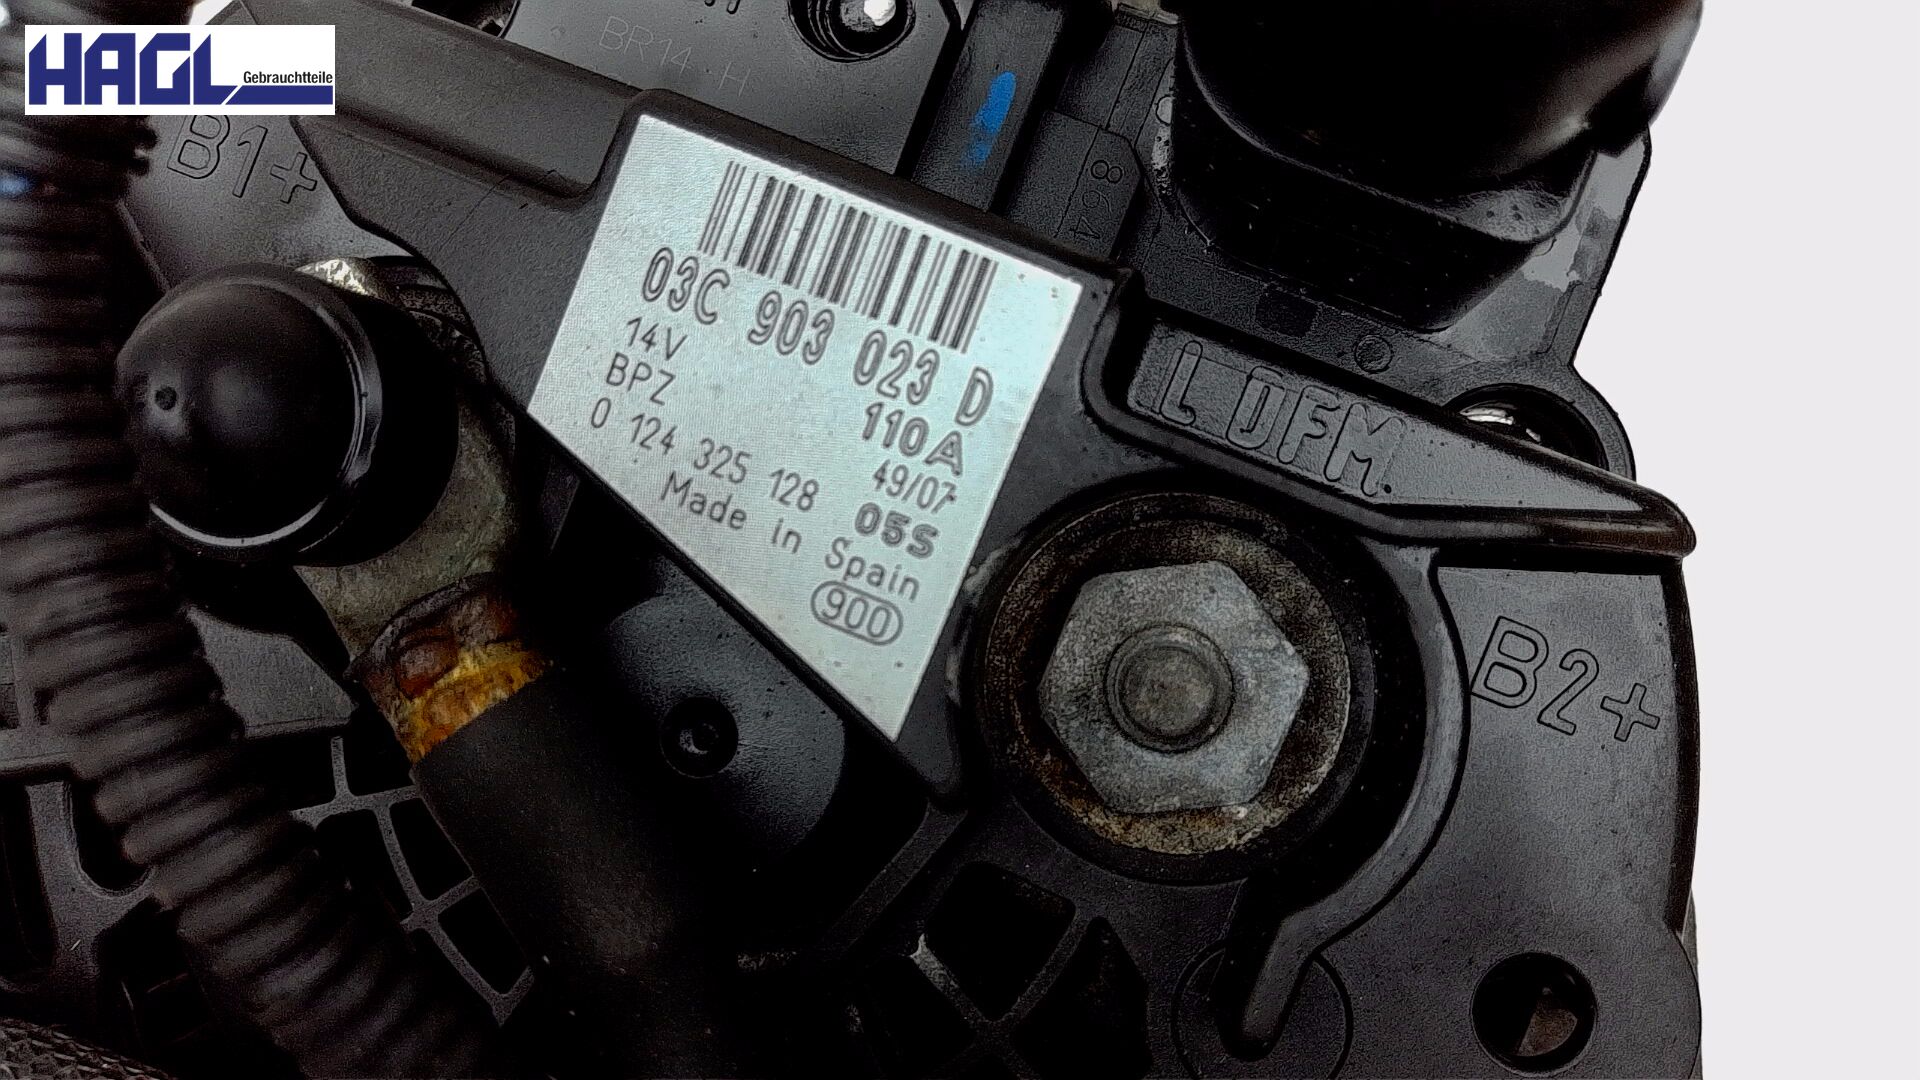 HAGL
Gebrauchtteile
BR14-H
B1+
864
03C 903 023 D
14V 110A
BPZ 49/07
0 124 325 128 05S
Made in Spain
900
L DFM
B2+